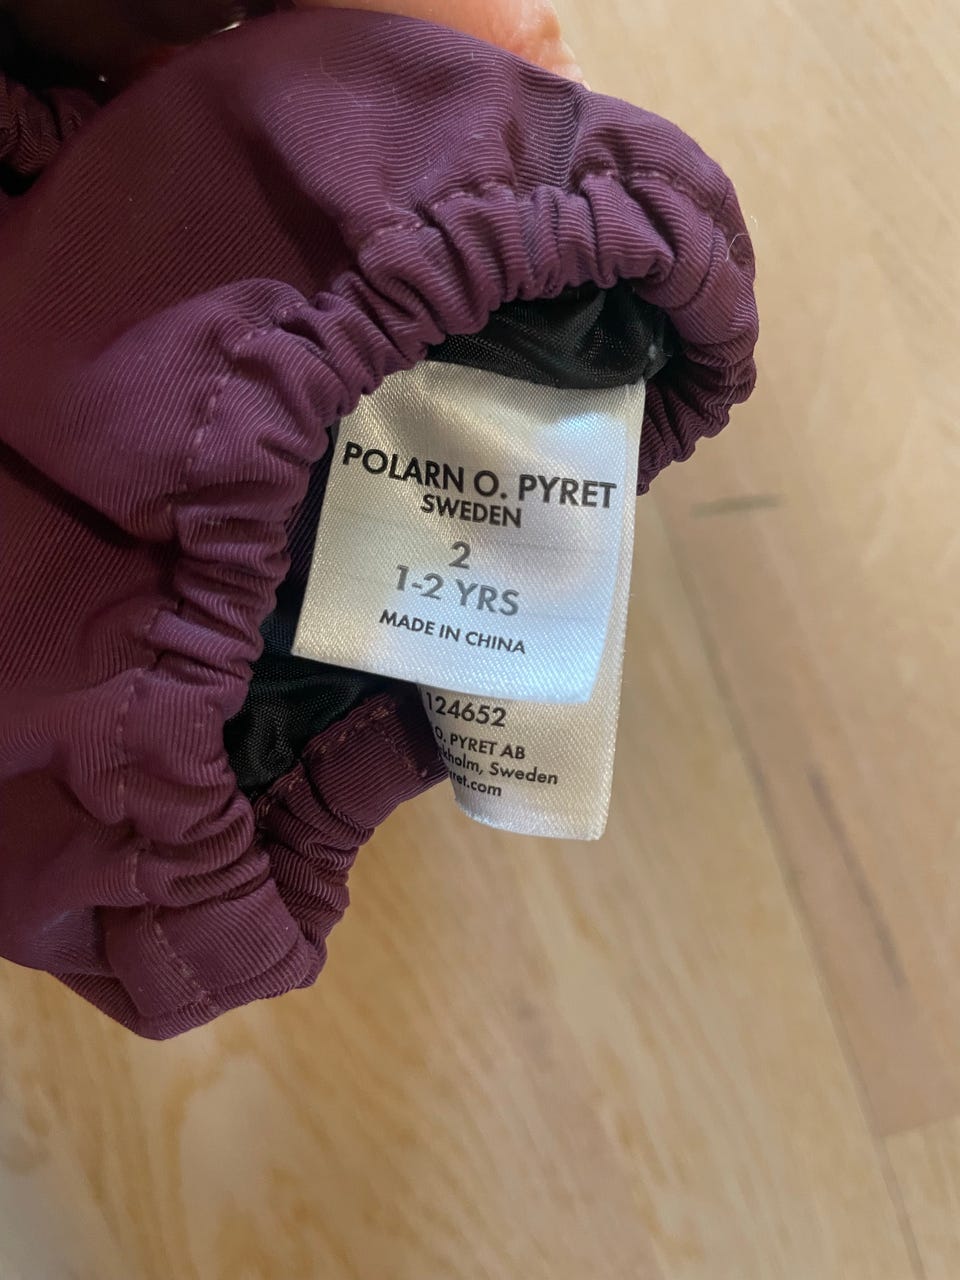 POLARN O. PYRET
SWEDEN
2
1-2 YRS
MADE IN CHINA
124652
O. PYRET AB
Sweden